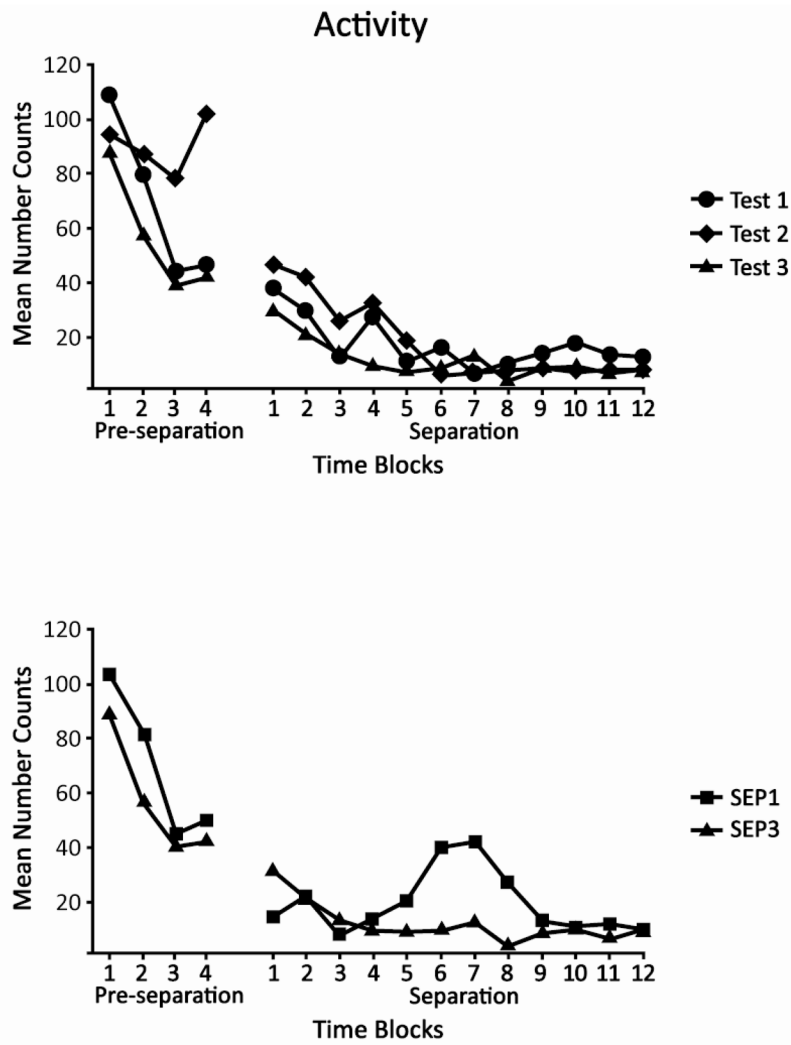 Activity
Mean Number Counts
120
100
80
60
40
20
1 2 3 4 1 2 3 4 5 6 7 8 9 10 11 12
Pre-separation Separation
Time Blocks
Test 1
Test 2
Test 3
Mean Number Counts
120
100
80
60
40
20
1 2 3 4 1 2 3 4 5 6 7 8 9 10 11 12
Pre-separation Separation
Time Blocks
SEP1
SEP3